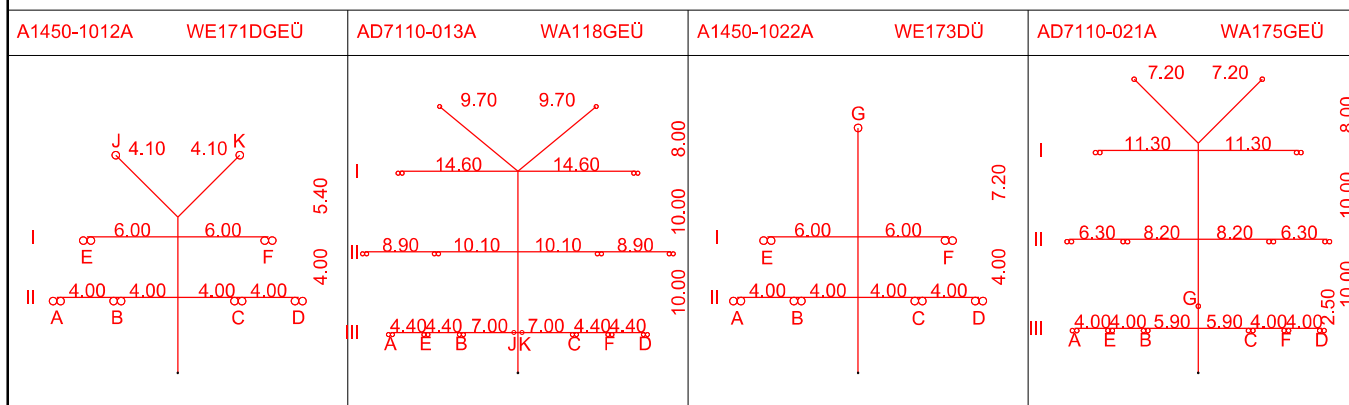 A1450-1012A WE171DGEÜ
J K
4.10 4.10
5.40
I 6.00 6.00
E F
4.00
II 4.00 4.00 4.00 4.00
A B C D
AD7110-013A WA118GEÜ
9.70 9.70
8.00
I 14.60 14.60
10.00
II 8.90 10.10 10.10 8.90
10.00
III 4.40 4.40 7.00 7.00 4.40 4.40
A E B J K C F D
A1450-1022A WE173DÜ
G
7.20
I 6.00 6.00
E F
4.00
II 4.00 4.00 4.00 4.00
A B C D
AD7110-021A WA175GEÜ
7.20 7.20
8.00
I 11.30 11.30
10.00
II 6.30 8.20 8.20 6.30
10.00
G
2.50
III 4.00 4.00 5.90 5.90 4.00 4.00
A E B C F D